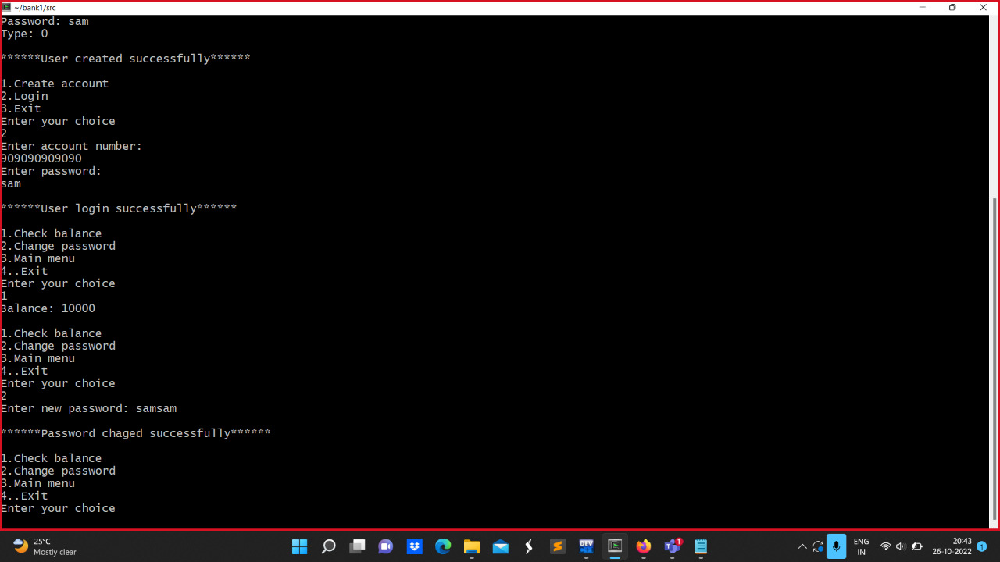 ~/bank1/src
Password: sam
Type: O
******User created successfully******
1.Create account
2.Login
3.Exit
Enter your choice
2
Enter account number:
909090909090
Enter password:
sam
******User login successfully******
1.Check balance
2.Change password
3.Main menu
4..Exit
Enter your choice
1
Balance: 10000
1.Check balance
2.Change password
3.Main menu
4..Exit
Enter your choice
2
Enter new password: samsam
******Password chaged successfully******
1.Check balance
2.Change password
3.Main menu
4..Exit
Enter your choice
25°C
Mostly clear
DEV
1
ENG
IN
20:43
26-10-2022
1